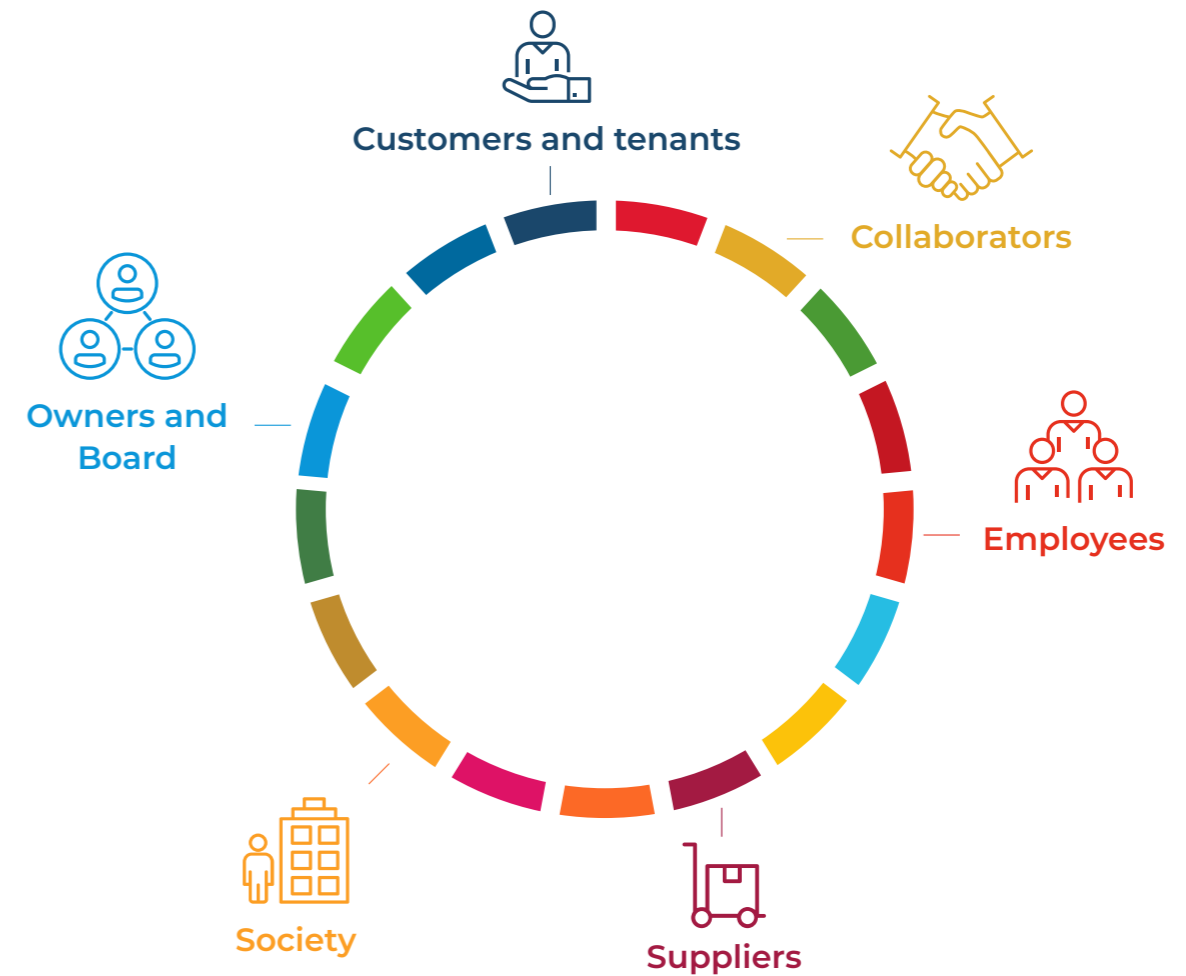 Customers and tenants
Collaborators
Owners and
Board
Employees
Society
Suppliers